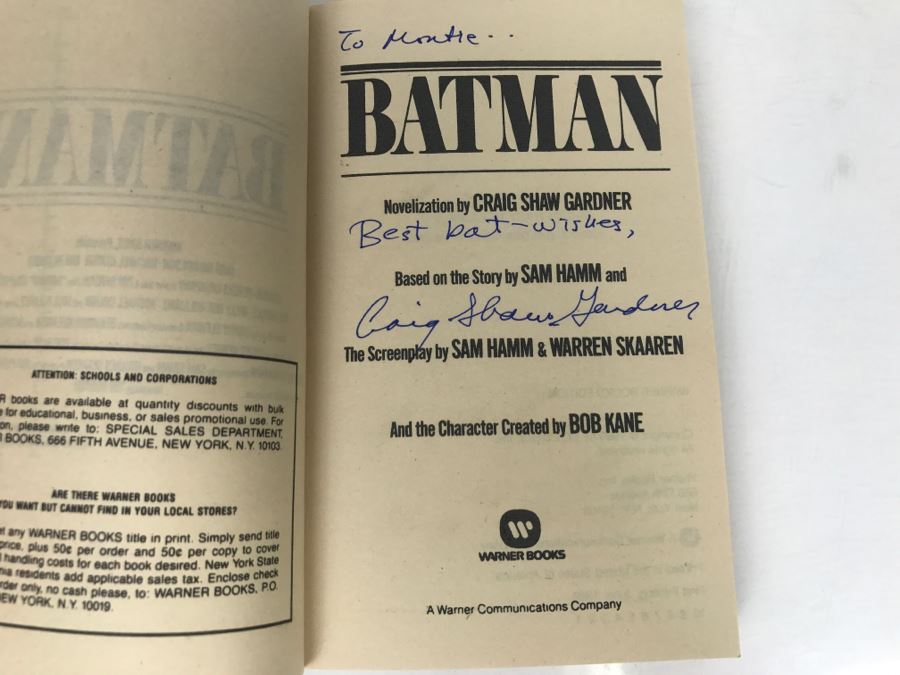 ATTENTION: SCHOOLS AND CORPORATIONS
R books are available at quantity discounts with bulk
e for educational, business, or sales promotional use. For
on, please write to: SPECIAL SALES DEPARTMENT,
R BOOKS, 666 FIFTH AVENUE, NEW YORK, N.Y. 10103.
ARE THERE WARNER BOOKS
YOU WANT BUT CANNOT FIND IN YOUR LOCAL STORES?
et any WARNER BOOKS title in print. Simply send title
price, plus 50¢ per order and 50¢ per copy to cover
handling costs for each book desired. New York State
nia residents add applicable sales tax. Enclose check
order only, no cash please, to: WARNER BOOKS, P.O.
NEW YORK, N.Y. 10019.
To Montie..
BATMAN
Novelization by CRAIG SHAW GARDNER
Best bat-wishes,
Based on the Story by SAM HAMM and
Craig Shaw Gardner
The Screenplay by SAM HAMM & WARREN SKAAREN
And the Character Created by BOB KANE
WARNER BOOKS
A Warner Communications Company